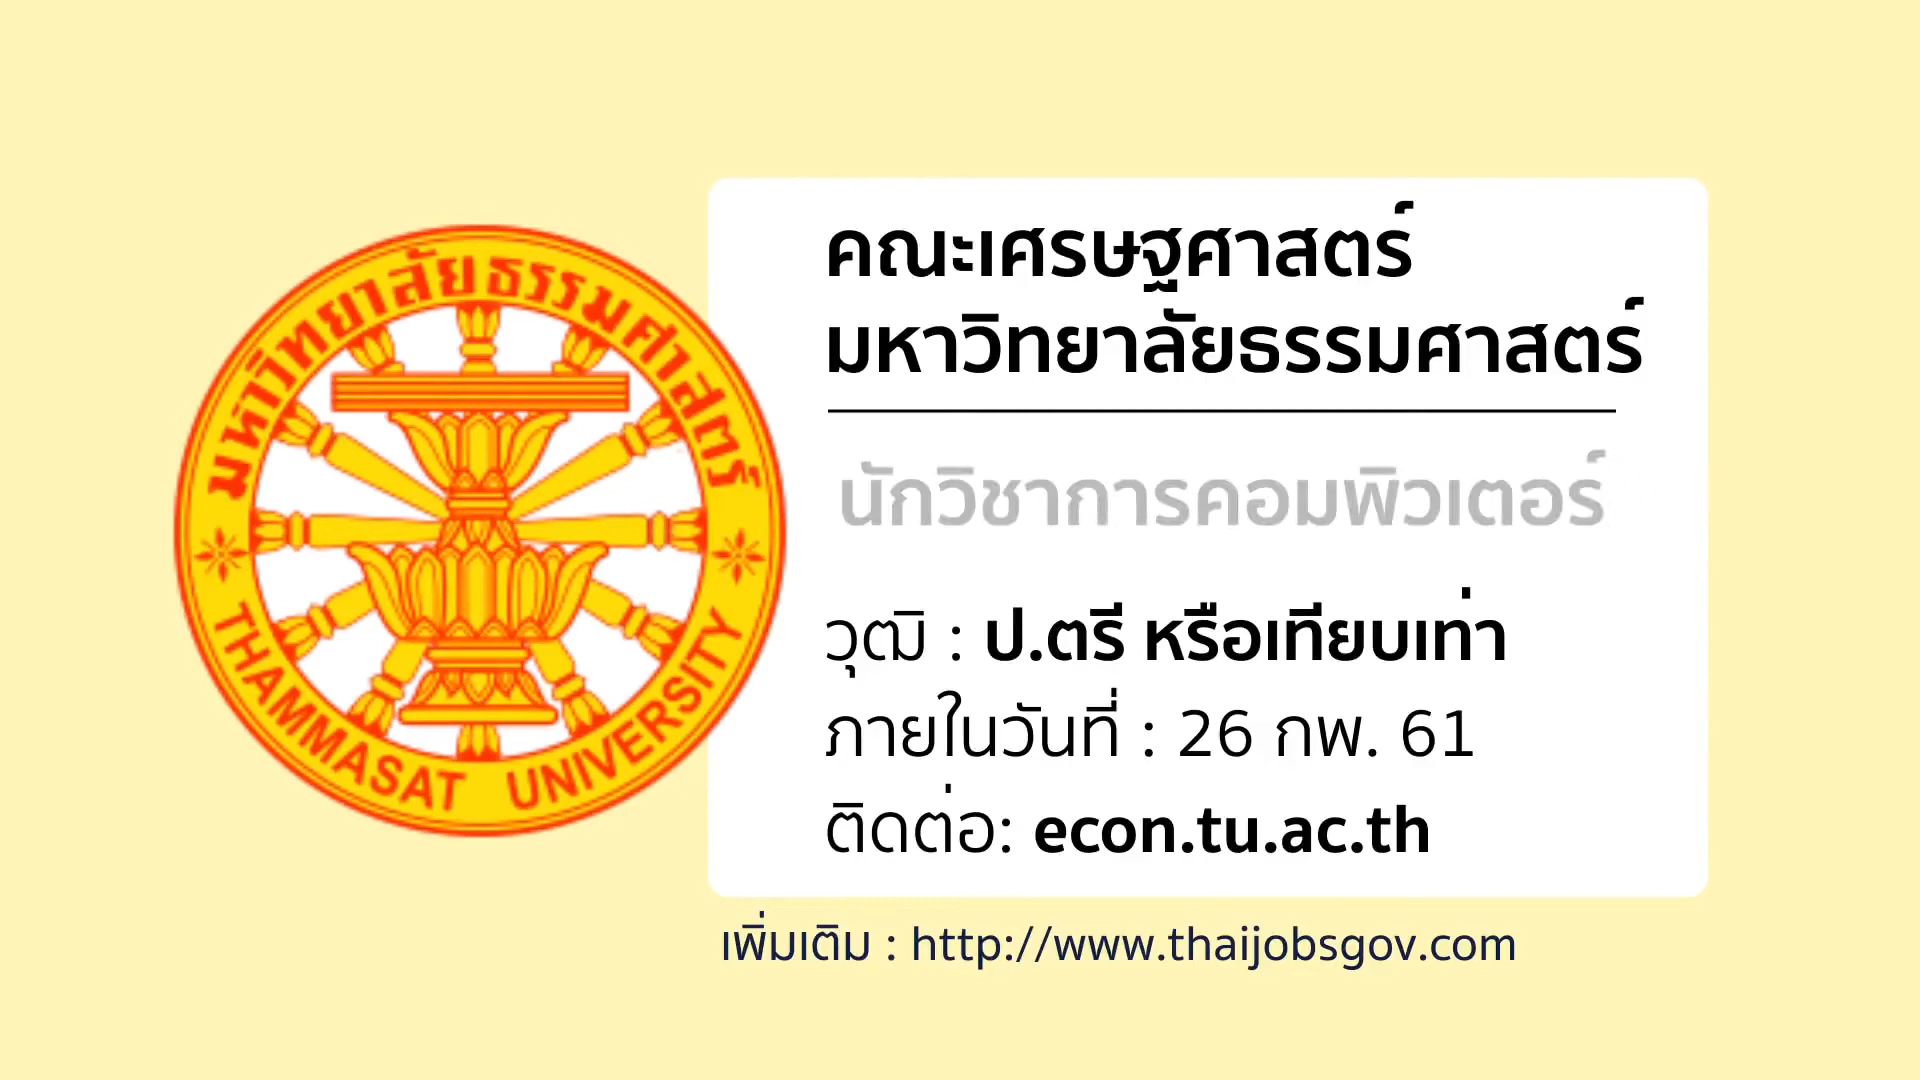 มหาวิทยาลัยธรรมศาสตร์
THAMMASAT UNIVERSITY
คณะเศรษฐศาสตร์
มหาวิทยาลัยธรรมศาสตร์
นักวิชาการคอมพิวเตอร์
วุฒิ : ป.ตรี หรือเทียบเท่า
ภายในวันที่ : 26 กพ. 61
ติดต่อ: econ.tu.ac.th
เพิ่มเติม : http://www.thaijobsgov.com